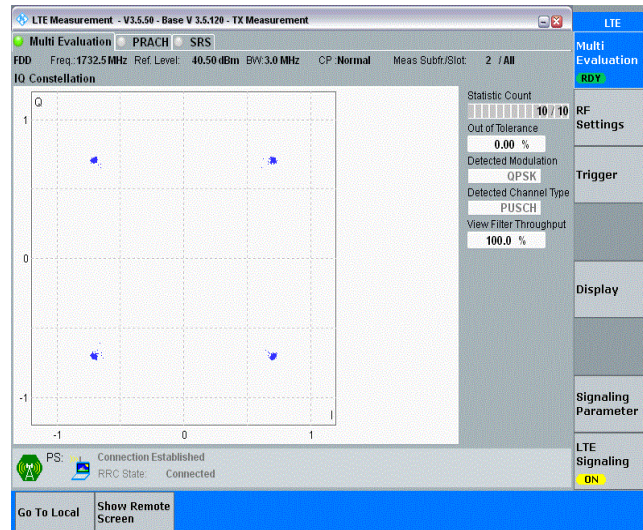 LTE Measurement - V3.5.50 - Base V 3.5.120 - TX Measurement
LTE
Multi Evaluation PRACH SRS
Multi
Evaluation
RDY
FDD Freq.:1732.5 MHz Ref. Level: 40.50 dBm BW:3.0 MHz CP :Normal Meas Subfr./Slot: 2 / All
IQ Constellation
Q
1
0
-1
I
-1 0 1
Statistic Count
10 / 10
Out of Tolerance
0.00 %
Detected Modulation
QPSK
Detected Channel Type
PUSCH
View Filter Throughput
100.0 %
RF
Settings
Trigger
Display
Signaling
Parameter
LTE
Signaling
ON
PS: Connection Established
RRC State: Connected
Go To Local
Show Remote
Screen